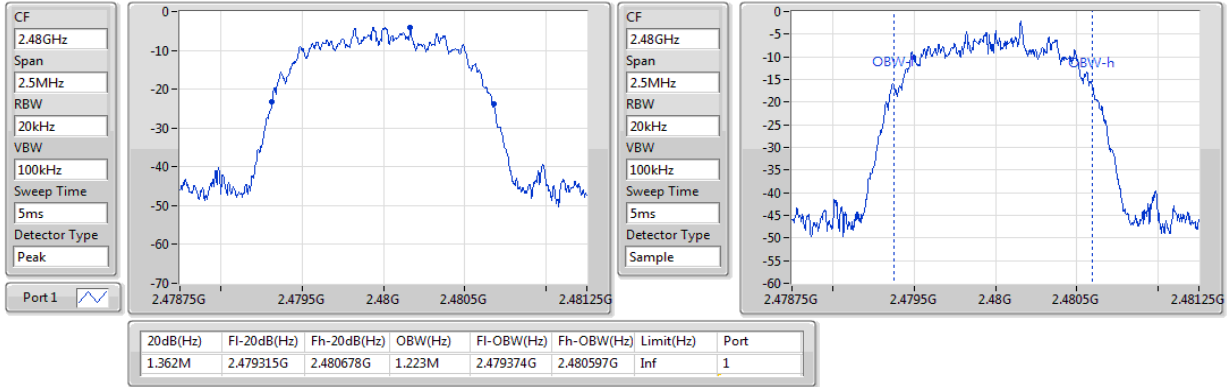 CF
2.48GHz
Span
2.5MHz
RBW
20kHz
VBW
100kHz
Sweep Time
5ms
Detector Type
Peak
Port 1
0-
-10-
-20-
-30-
-40-
-50-
-60-
-70-
2.47875G 2.4795G 2.48G 2.4805G 2.48125G
CF
2.48GHz
Span
2.5MHz
RBW
20kHz
VBW
100kHz
Sweep Time
5ms
Detector Type
Sample
0-
-5-
-10-
-15-
-20-
-25-
-30-
-35-
-40-
-45-
-50-
-55-
-60-
OBW-h
2.47875G 2.4795G 2.48G 2.4805G 2.48125G
20dB(Hz) Fl-20dB(Hz) Fh-20dB(Hz) OBW(Hz) Fl-OBW(Hz) Fh-OBW(Hz) Limit(Hz) Port
1.362M 2.479315G 2.480678G 1.223M 2.479374G 2.480597G Inf 1